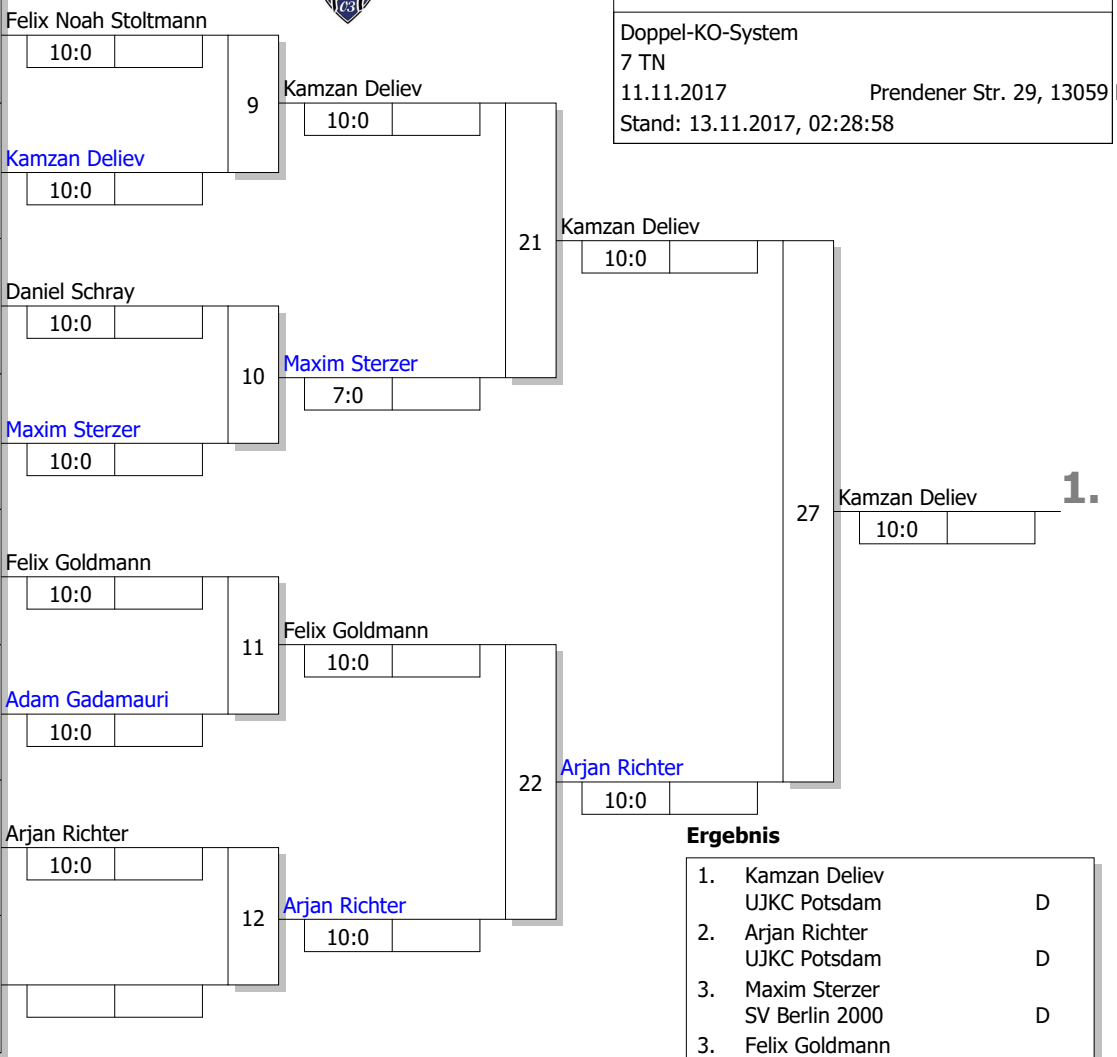 Felix Noah Stoltmann
10:0
9
Kamzan Deliev
10:0
Kamzan Deliev
10:0
C3
Doppel-KO-System
7 TN
11.11.2017 Prendener Str. 29, 13059
Stand: 13.11.2017, 02:28:58
21
Kamzan Deliev
10:0
Daniel Schray
10:0
10
Maxim Sterzer
7:0
Maxim Sterzer
10:0
27
Kamzan Deliev
10:0
1.
Felix Goldmann
10:0
11
Felix Goldmann
10:0
Adam Gadamauri
10:0
22
Arjan Richter
10:0
Arjan Richter
10:0
12
Arjan Richter
10:0
Ergebnis
1. Kamzan Deliev
UJKC Potsdam D
2. Arjan Richter
UJKC Potsdam D
3. Maxim Sterzer
SV Berlin 2000 D
3. Felix Goldmann